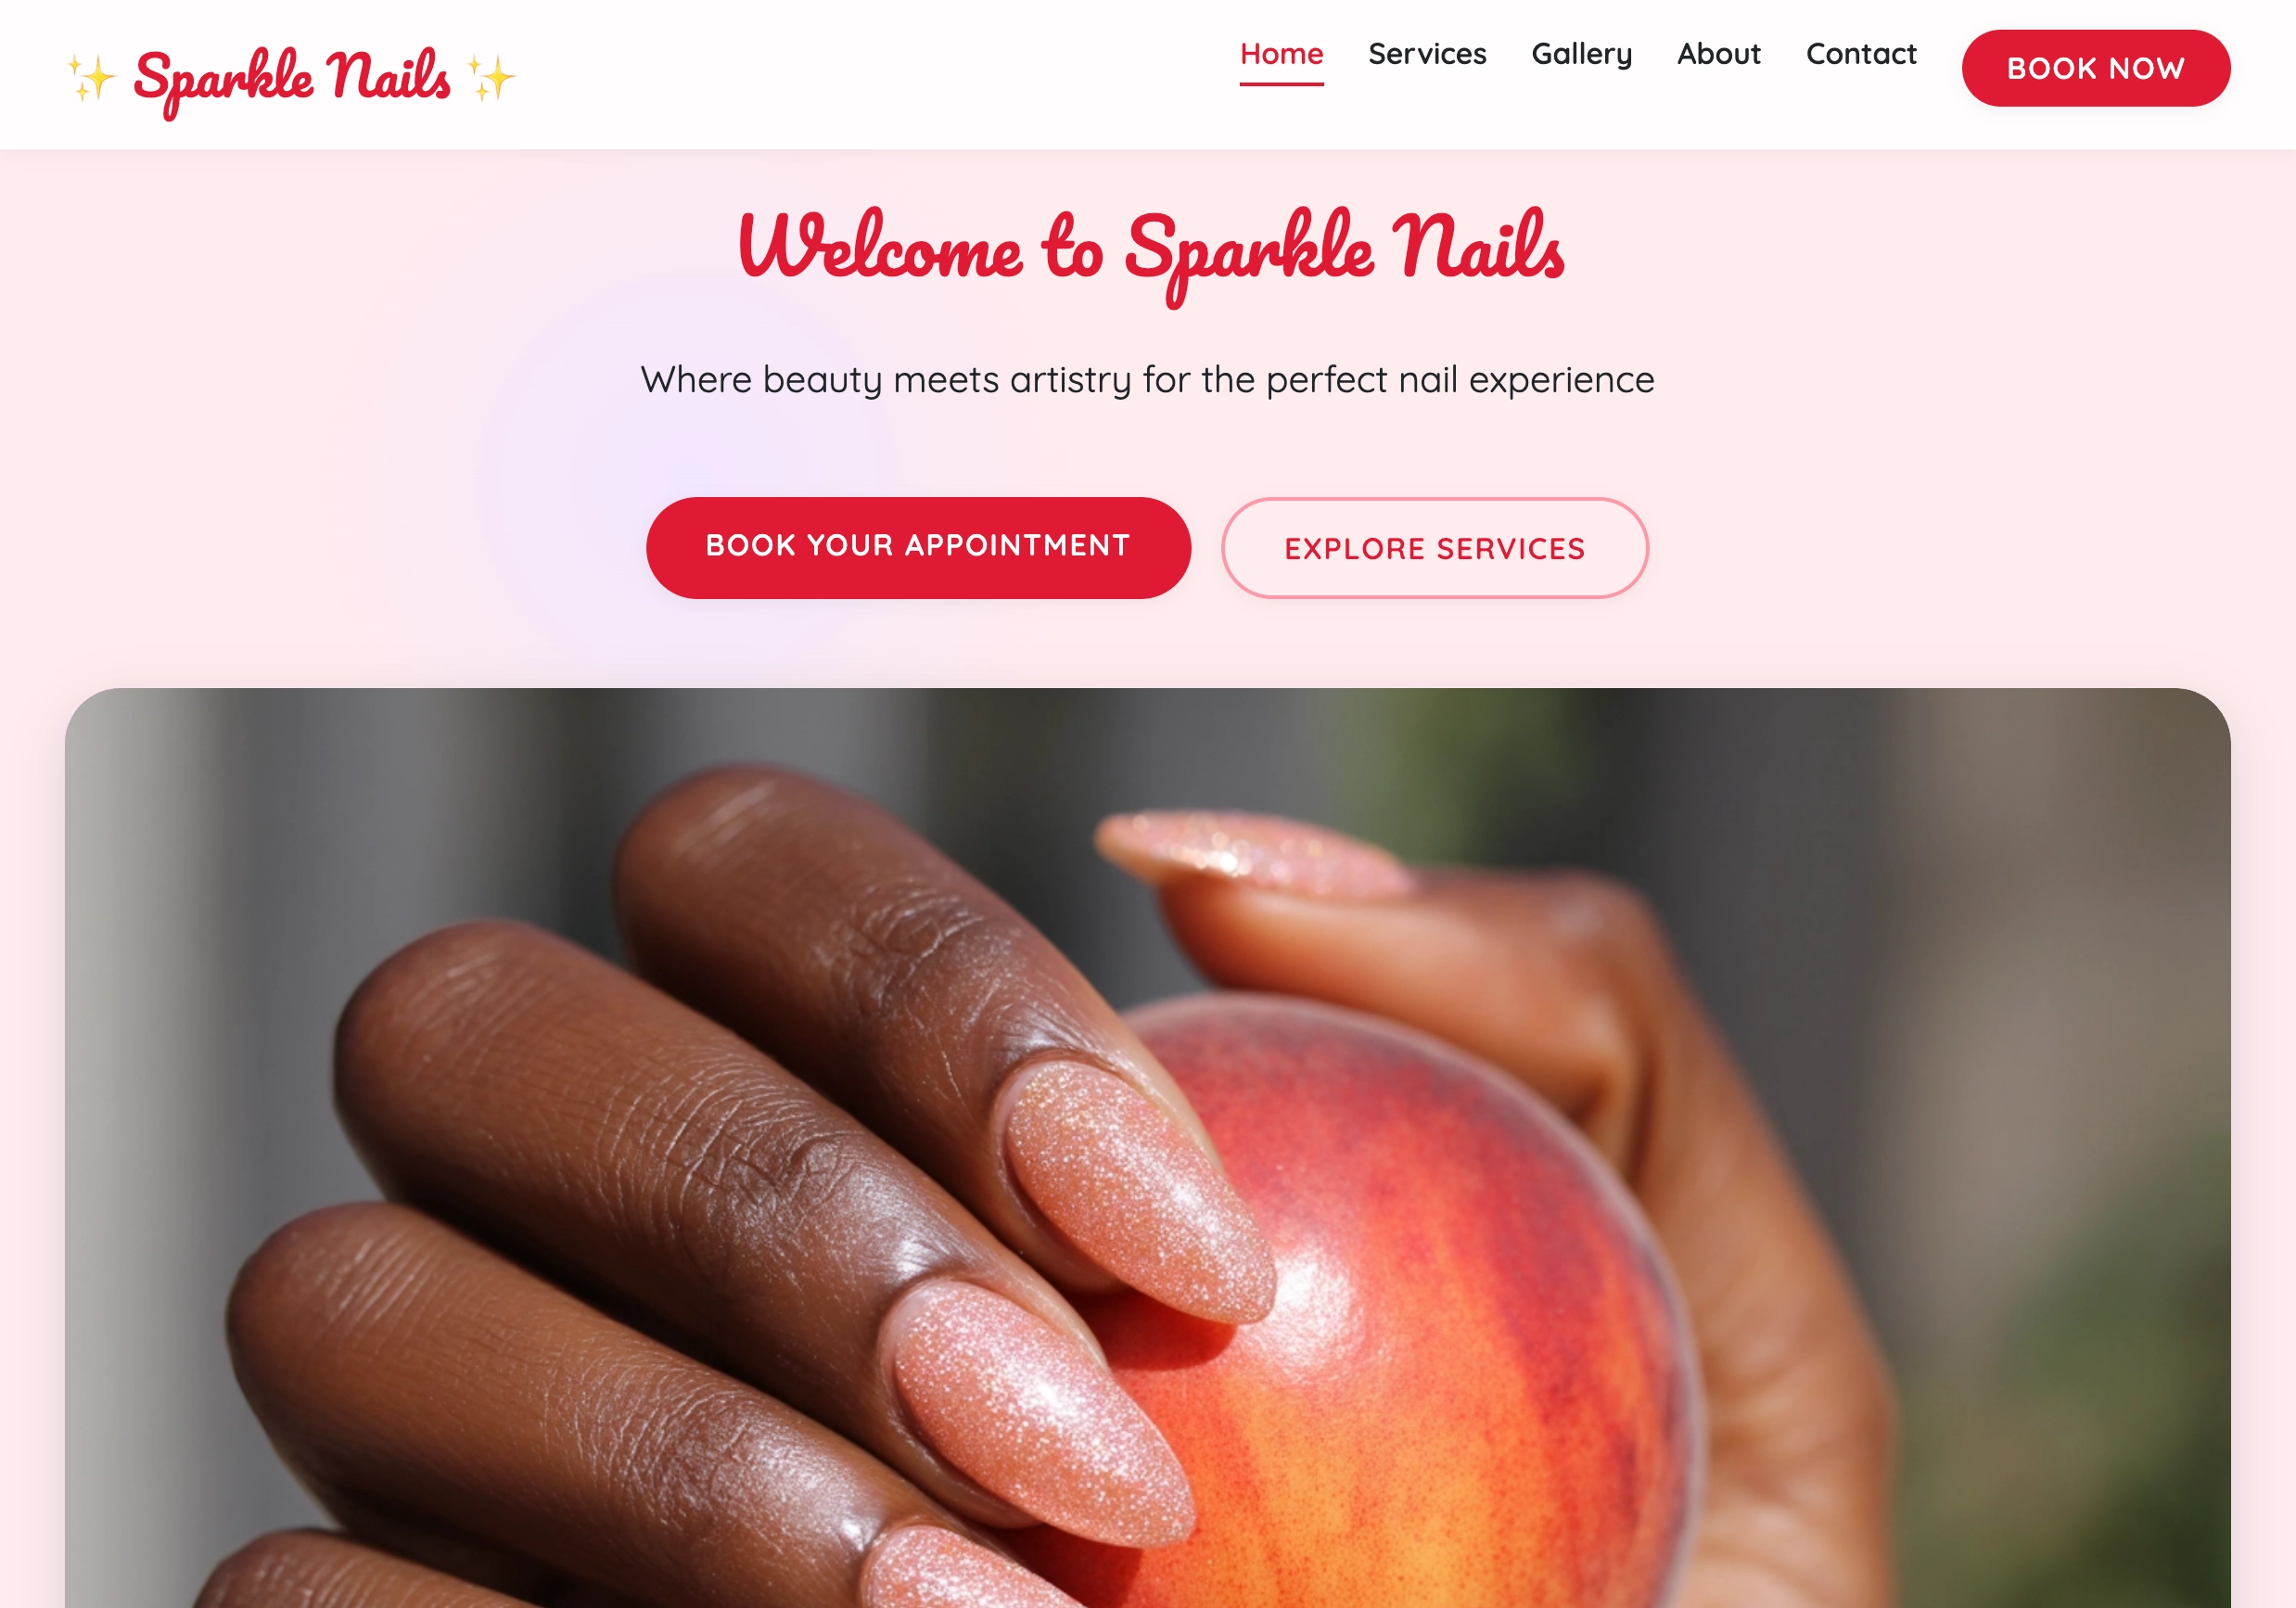 ✨ Sparkle Nails ✨
Home Services Gallery About Contact BOOK NOW
Welcome to Sparkle Nails
Where beauty meets artistry for the perfect nail experience
BOOK YOUR APPOINTMENT EXPLORE SERVICES